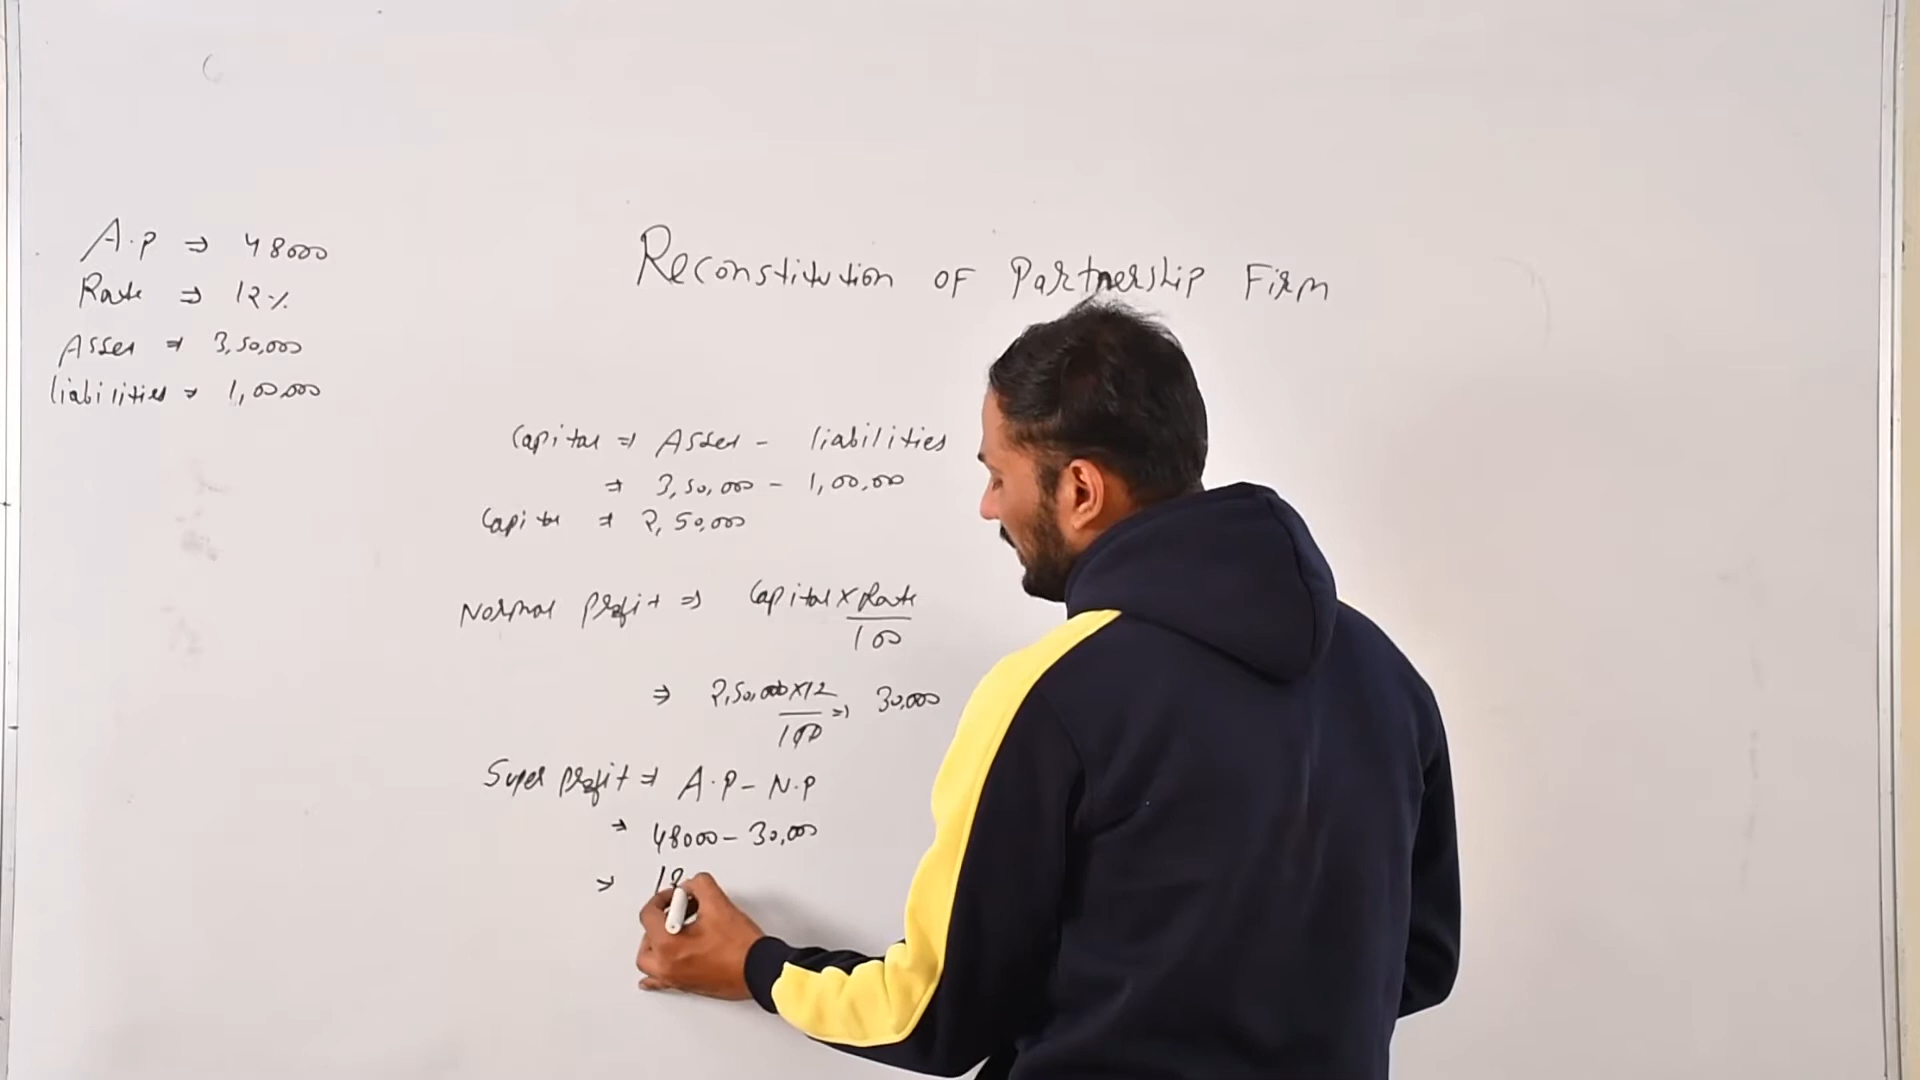 A.P ⇒ 48000
Rate ⇒ 12%
Asset ⇒ 3,50,000
liabilities ⇒ 1,00,000
Reconstitution of Partnership Firm
Capital ⇒ Asset - liabilities
⇒ 3,50,000 - 1,00,000
Capital ⇒ 2,50,000
Normal profit ⇒ Capital x Rate
100
⇒ 2,50,000 x 12 ⇒ 30,000
100
Super profit ⇒ A.P - N.P
⇒ 48000 - 30,000
⇒ 18